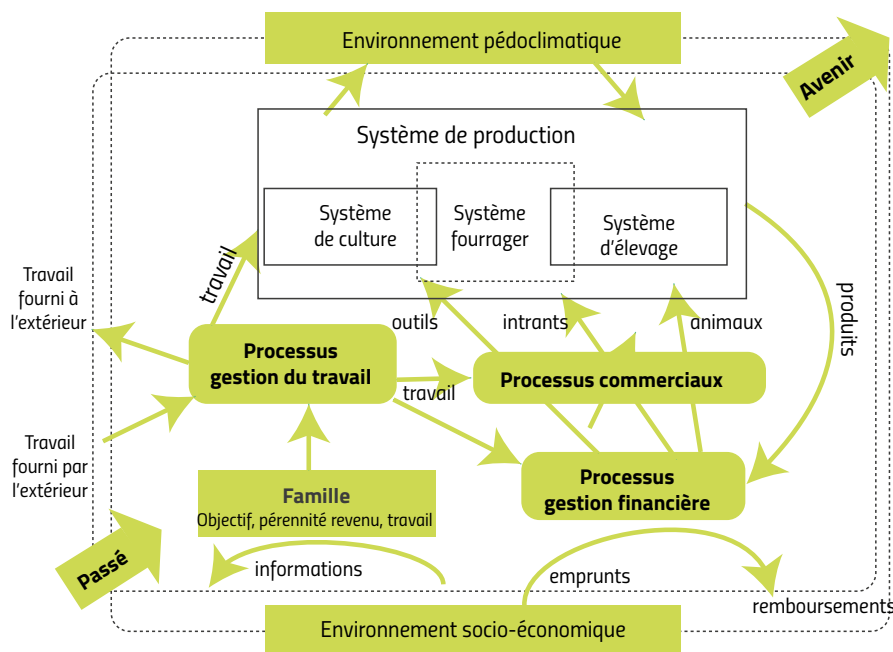 Environnement pédoclimatique
Avenir
Système de production
Système
de culture
Système
fourrager
Système
d'élevage
travail
Travail
fourni à
l'extérieur
produits
outils
intrants
animaux
Processus
gestion du travail
travail
Processus commerciaux
Travail
fourni par
l'extérieur
Famille
Objectif, pérennité revenu, travail
Processus
gestion financière
Passé
informations
emprunts
remboursements
Environnement socio-économique